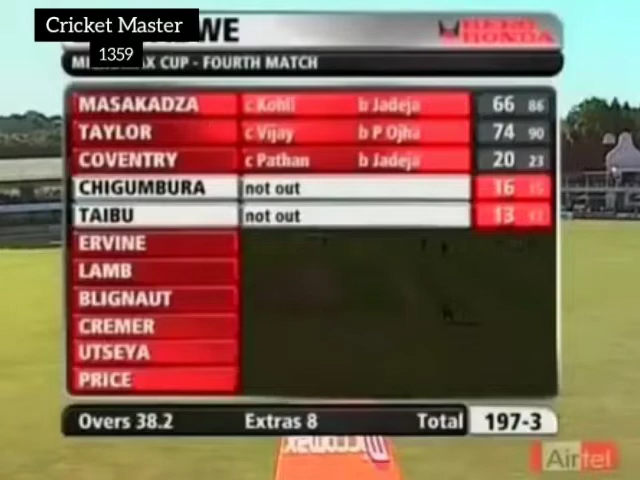 Cricket Master
1359
WE
HERO HONDA
CUP - FOURTH MATCH
MASAKADZA c Kohli b Jadeja 66 86
TAYLOR c Vijay b P Ojha 74 90
COVENTRY c Pathan b Jadeja 20 23
CHIGUMBURA not out 16 15
TAIBU not out 13
ERVINE
LAMB
BLIGNAUT
CREMER
UTSEYA
PRICE
Overs 38.2 Extras 8 Total 197-3
Micromax
Airtel